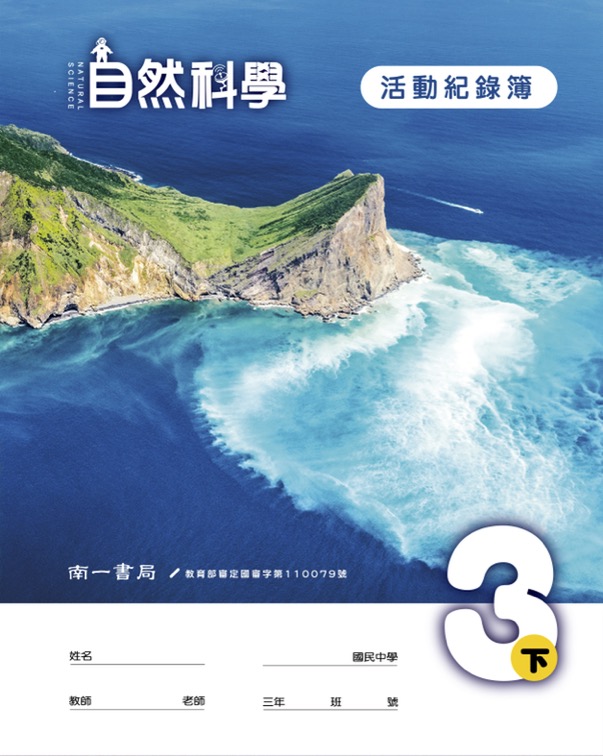 NATURAL
SCIENCE
自然科學
活動紀錄簿
南一書局
教育部審定國審字第110079號
3
下
姓名
國民中學
教師 老師
三年 班 號